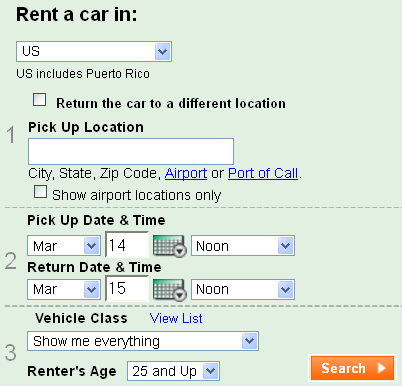 Rent a car in:
US
US includes Puerto Rico
Return the car to a different location
1
Pick Up Location
City, State, Zip Code, Airport or Port of Call.
Show airport locations only
2
Pick Up Date & Time
Mar 14 Noon
Return Date & Time
Mar 15 Noon
3
Vehicle Class View List
Show me everything
Renter's Age 25 and Up Search